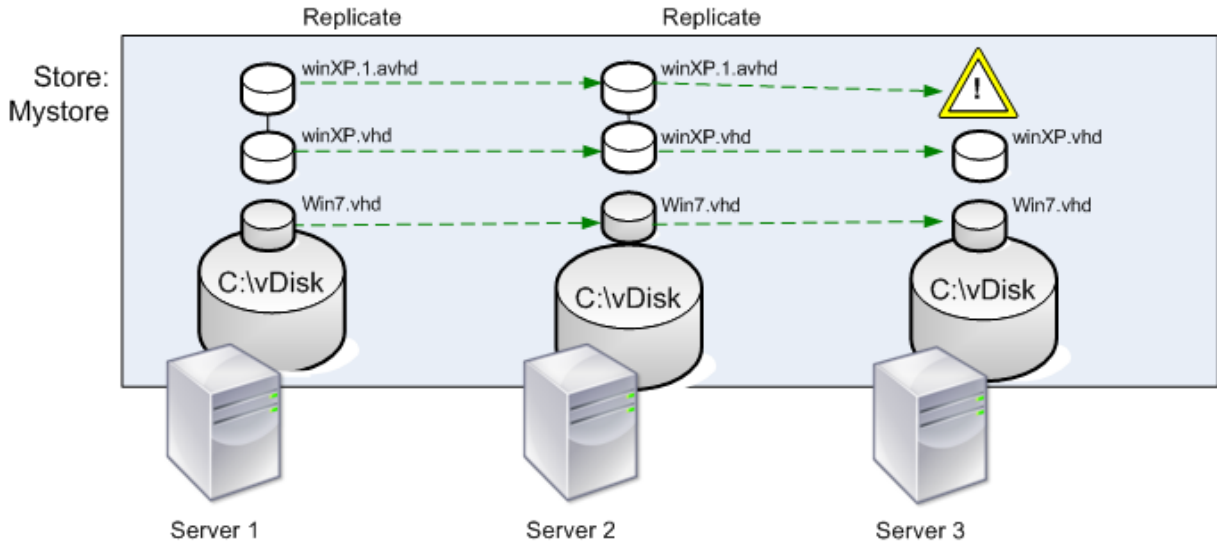 Replicate
Replicate
Store:
Mystore
winXP.1.avhd
winXP.1.avhd
!
winXP.vhd
winXP.vhd
winXP.vhd
Win7.vhd
Win7.vhd
Win7.vhd
C:\vDisk
C:\vDisk
C:\vDisk
Server 1
Server 2
Server 3